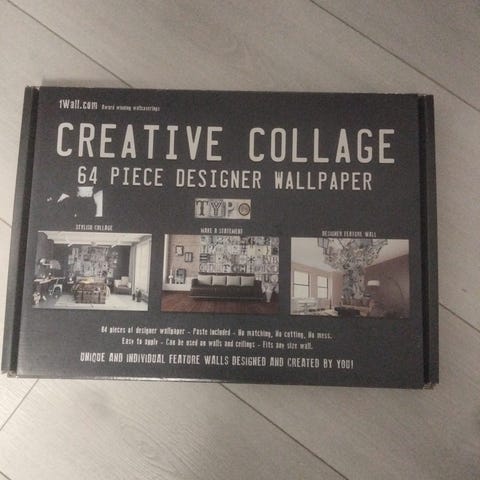 1Wall.com Award winning wallcoverings
CREATIVE COLLAGE
64 PIECE DESIGNER WALLPAPER
TYPO
STYLISH COLLAGE
MAKE A STATEMENT
DESIGNER FEATURE WALL
64 pieces of designer wallpaper - Paste included - No matching, No cutting, No mess.
Easy to apply - Can be used on walls and ceilings - Fits any size wall.
UNIQUE AND INDIVIDUAL FEATURE WALLS DESIGNED AND CREATED BY YOU!